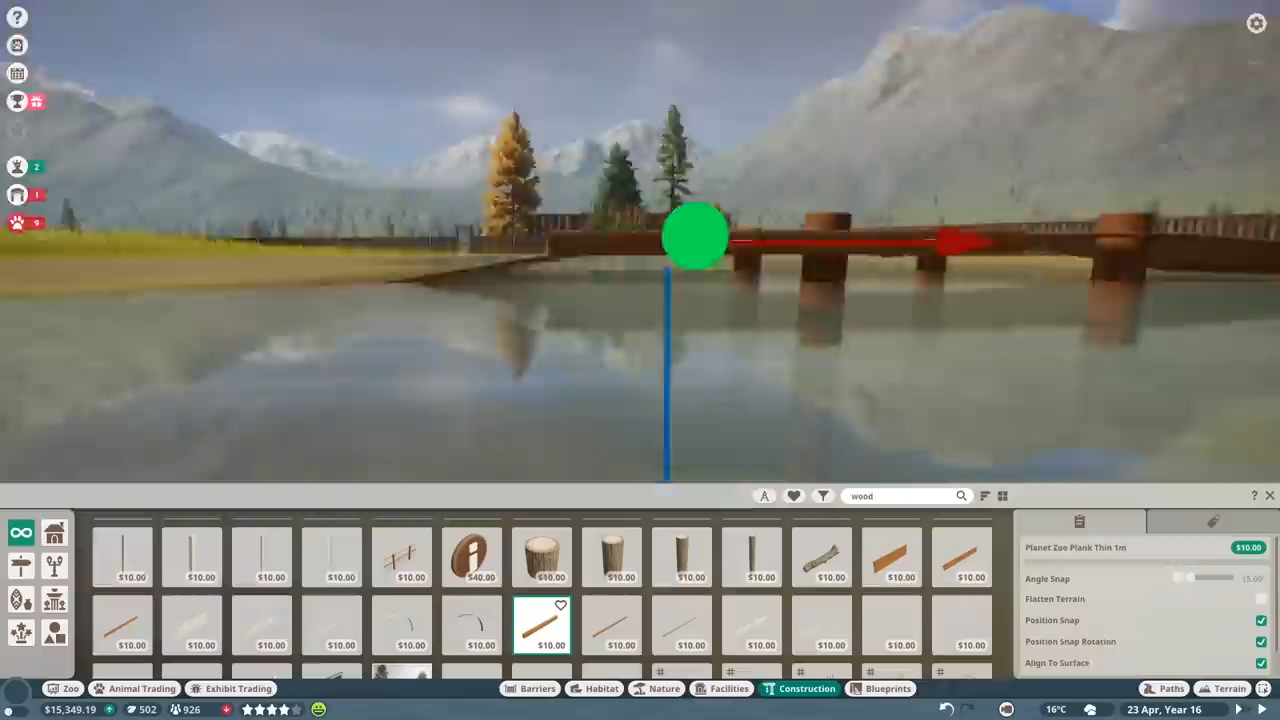 ?
2
1
9
wood
? ×
$10.00 $10.00 $10.00 $10.00 $10.00 $40.00 $10.00 $10.00 $10.00 $10.00 $10.00 $10.00 $10.00
$10.00 $10.00 $10.00 $10.00 $10.00 $10.00 $10.00 $10.00 $10.00 $10.00 $10.00 $10.00 $10.00
Planet Zoo Plank Thin 1m $10.00
Angle Snap 15.00°
Flatten Terrain
Position Snap
Position Snap Rotation
Align To Surface
# # # # #
Zoo Animal Trading Exhibit Trading Barriers Habitat Nature Facilities Construction Blueprints Paths Terrain
$15,349.19 502 926 16°C 23 Apr, Year 16